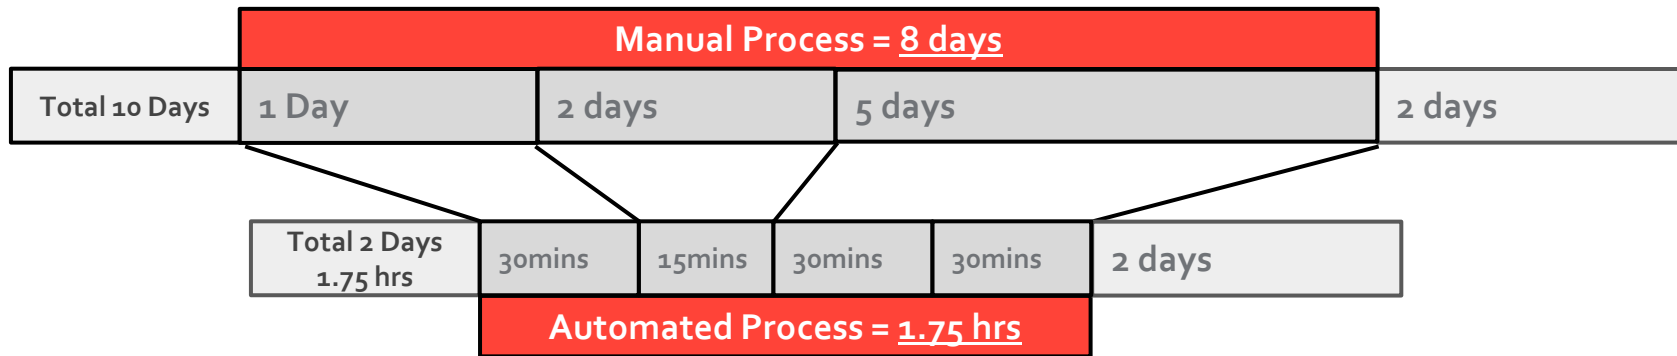 Manual Process = 8 days
Total 10 Days
1 Day
2 days
5 days
2 days
Total 2 Days
1.75 hrs
30mins
15mins
30mins
30mins
2 days
Automated Process = 1.75 hrs